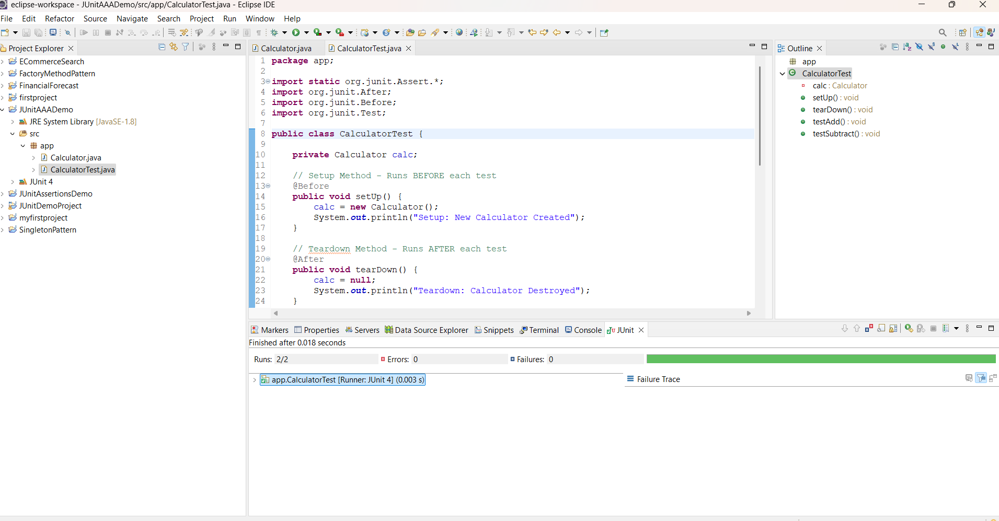 eclipse-workspace - JUnitAAADemo/src/app/CalculatorTest.java - Eclipse IDE
File Edit Refactor Source Navigate Search Project Run Window Help
Project Explorer
ECommerceSearch
FactoryMethodPattern
FinancialForecast
firstproject
JUnitAAADemo
JRE System Library [JavaSE-1.8]
src
app
Calculator.java
CalculatorTest.java
JUnit 4
JUnitAssertionsDemo
JUnitDemoProject
myfirstproject
SingletonPattern
Calculator.java CalculatorTest.java
1 package app;
2
3 import static org.junit.Assert.*;
4 import org.junit.After;
5 import org.junit.Before;
6 import org.junit.Test;
7
8 public class CalculatorTest {
9
10 private Calculator calc;
11
12 // Setup Method - Runs BEFORE each test
13 @Before
14 public void setUp() {
15 calc = new Calculator();
16 System.out.println("Setup: New Calculator Created");
17 }
18
19 // Teardown Method - Runs AFTER each test
20 @After
21 public void tearDown() {
22 calc = null;
23 System.out.println("Teardown: Calculator Destroyed");
24 }
Outline
app
CalculatorTest
calc : Calculator
setUp() : void
tearDown() : void
testAdd() : void
testSubtract() : void
Markers Properties Servers Data Source Explorer Snippets Terminal Console JUnit
Finished after 0.018 seconds
Runs: 2/2 Errors: 0 Failures: 0
app.CalculatorTest [Runner: JUnit 4] (0.003 s)
Failure Trace